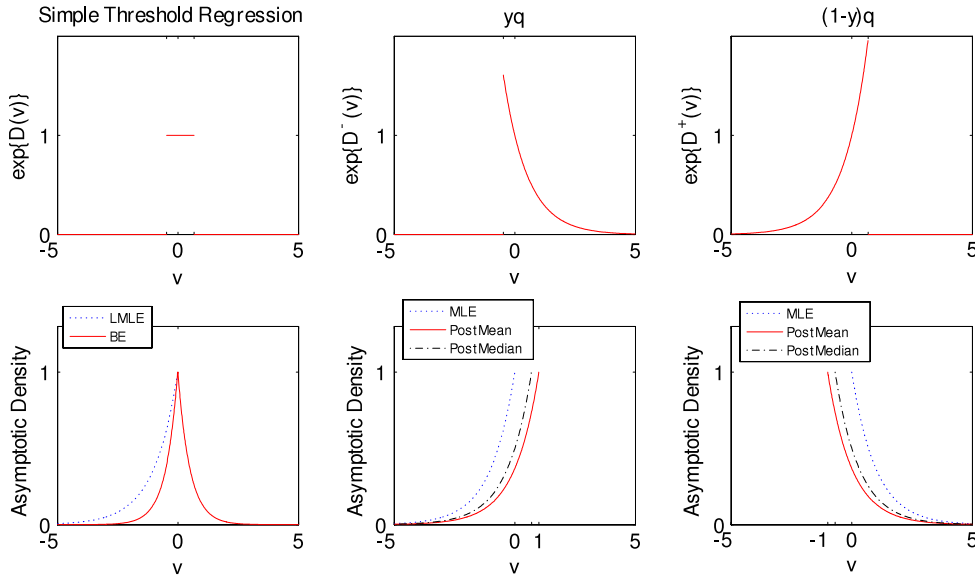 Simple Threshold Regression
exp{D(v)}
1
0
-5
0
5
v
yq
exp{D⁻(v)}
1
0
-5
0
5
v
(1-y)q
exp{D⁺(v)}
1
0
-5
0
5
v
LMLE
BE
Asymptotic Density
1
0
-5
0
5
v
MLE
PostMean
PostMedian
Asymptotic Density
1
0
-5
0
1
5
v
MLE
PostMean
PostMedian
Asymptotic Density
1
0
-5
-1
0
5
v